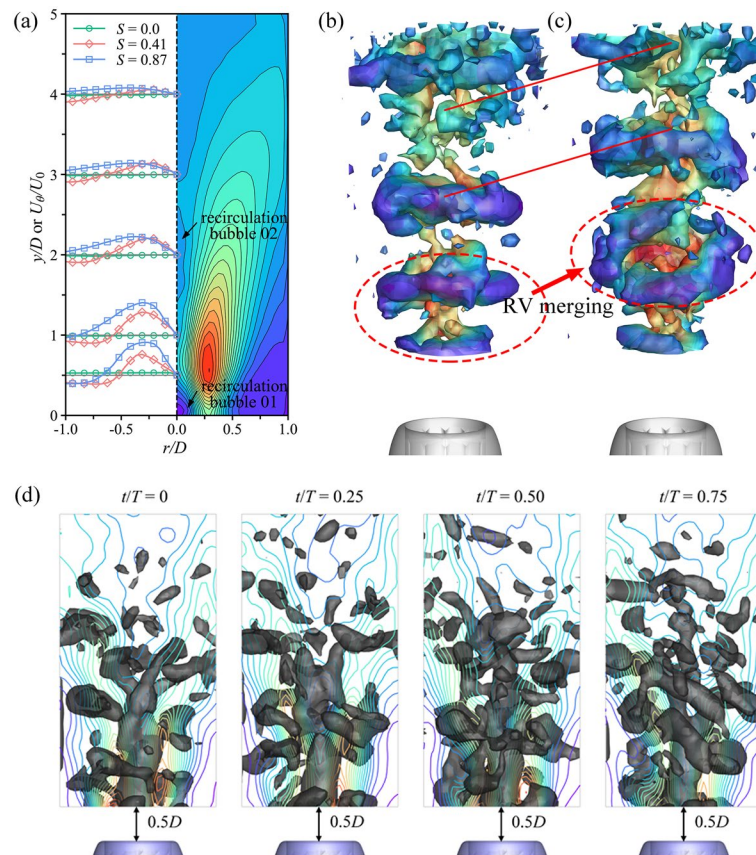 (a)
5
4
3
2
1
0
y/D or Uθ/U0
S = 0.0
S = 0.41
S = 0.87
recirculation
bubble 02
recirculation
bubble 01
-1.0
-0.5
0.0
0.5
1.0
r/D
(b)
(c)
RV merging
(d)
t/T = 0
t/T = 0.25
t/T = 0.50
t/T = 0.75
0.5D
0.5D
0.5D
0.5D